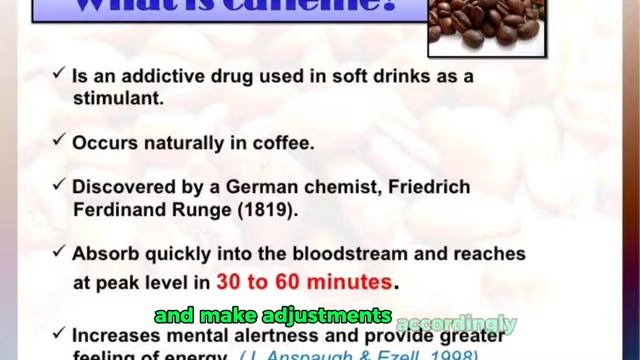 What is Caffeine?
✓ Is an addictive drug used in soft drinks as a
stimulant.
✓ Occurs naturally in coffee.
✓ Discovered by a German chemist, Friedrich
Ferdinand Runge (1819).
✓ Absorb quickly into the bloodstream and reaches
at peak level in 30 to 60 minutes.
and make adjustments accordingly
✓ Increases mental alertness and provide greater
feeling of energy. (J. Anspaugh & Ezell, 1998)